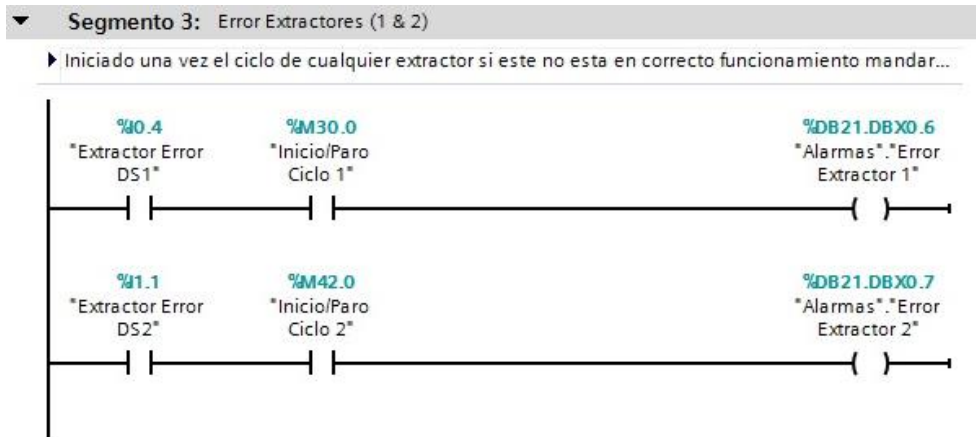 Segmento 3: Error Extractores (1 & 2)
Iniciado una vez el ciclo de cualquier extractor si este no esta en correcto funcionamiento mandar...
%I0.4 %M30.0 %DB21.DBX0.6
"Extractor Error "Inicio/Paro "Alarmas"."Error
DS1" Ciclo 1" Extractor 1"
%I1.1 %M42.0 %DB21.DBX0.7
"Extractor Error "Inicio/Paro "Alarmas"."Error
DS2" Ciclo 2" Extractor 2"